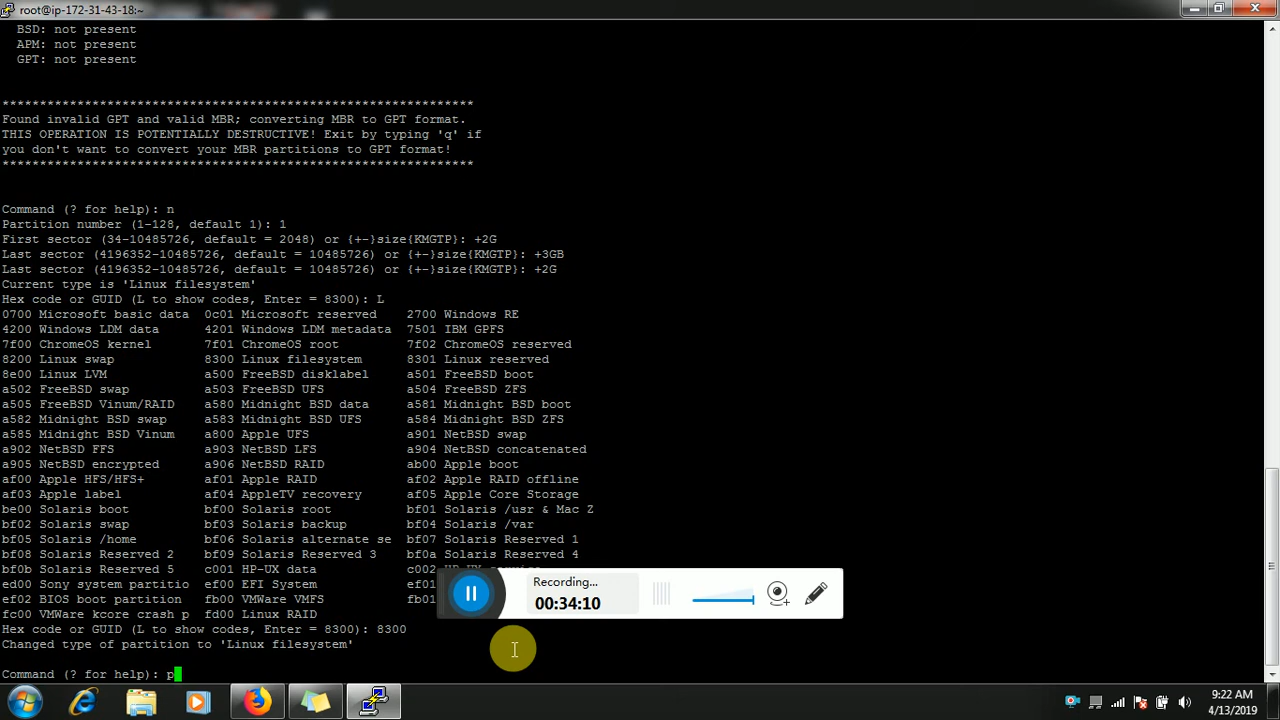 root@ip-172-31-43-18:~
BSD: not present
APM: not present
GPT: not present
***************************************************************
Found invalid GPT and valid MBR; converting MBR to GPT format.
THIS OPERATION IS POTENTIALLY DESTRUCTIVE! Exit by typing 'q' if
you don't want to convert your MBR partitions to GPT format!
***************************************************************
Command (? for help): n
Partition number (1-128, default 1): 1
First sector (34-10485726, default = 2048) or {+-}size{KMGTP}: +2G
Last sector (4196352-10485726, default = 10485726) or {+-}size{KMGTP}: +3GB
Last sector (4196352-10485726, default = 10485726) or {+-}size{KMGTP}: +2G
Current type is 'Linux filesystem'
Hex code or GUID (L to show codes, Enter = 8300): L
0700 Microsoft basic data  0c01 Microsoft reserved    2700 Windows RE
4200 Windows LDM data      4201 Windows LDM metadata  7501 IBM GPFS
7f00 ChromeOS kernel       7f01 ChromeOS root         7f02 ChromeOS reserved
8200 Linux swap            8300 Linux filesystem      8301 Linux reserved
8e00 Linux LVM             a500 FreeBSD disklabel     a501 FreeBSD boot
a502 FreeBSD swap          a503 FreeBSD UFS           a504 FreeBSD ZFS
a505 FreeBSD Vinum/RAID    a580 Midnight BSD data     a581 Midnight BSD boot
a582 Midnight BSD swap     a583 Midnight BSD UFS      a584 Midnight BSD ZFS
a585 Midnight BSD Vinum    a800 Apple UFS             a901 NetBSD swap
a902 NetBSD FFS            a903 NetBSD LFS            a904 NetBSD concatenated
a905 NetBSD encrypted      a906 NetBSD RAID           ab00 Apple boot
af00 Apple HFS/HFS+        af01 Apple RAID            af02 Apple RAID offline
af03 Apple label           af04 AppleTV recovery      af05 Apple Core Storage
be00 Solaris boot          bf00 Solaris root          bf01 Solaris /usr & Mac Z
bf02 Solaris swap          bf03 Solaris backup        bf04 Solaris /var
bf05 Solaris /home         bf06 Solaris alternate se  bf07 Solaris Reserved 1
bf08 Solaris Reserved 2    bf09 Solaris Reserved 3    bf0a Solaris Reserved 4
bf0b Solaris Reserved 5    c001 HP-UX data            c002
ed00 Sony system partitio  ef00 EFI System            ef01
ef02 BIOS boot partition   fb00 VMWare VMFS           fb01
fc00 VMWare kcore crash p  fd00 Linux RAID
Hex code or GUID (L to show codes, Enter = 8300): 8300
Changed type of partition to 'Linux filesystem'
Command (? for help): p
Recording...
00:34:10
9:22 AM
4/13/2019